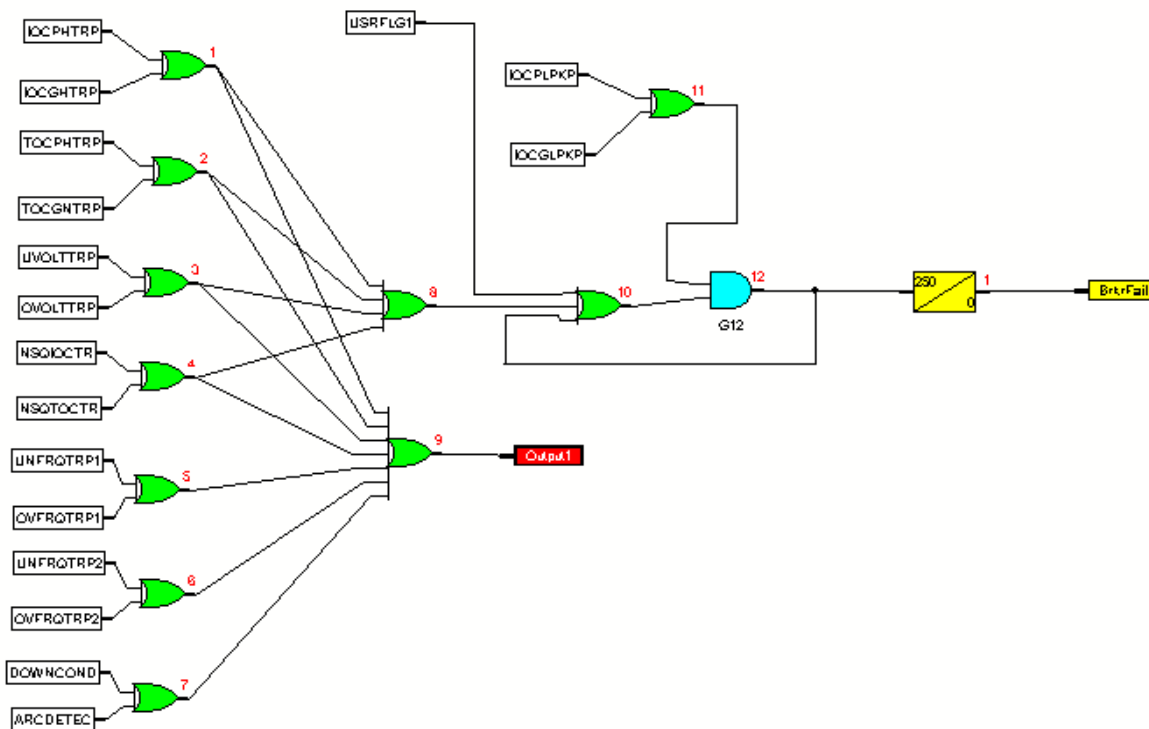 IOCPHTRP
IOCGHTRP
1
TOCPHTRP
TOCGNTRP
2
UVOLTTRP
OVOLTTRP
3
NSQIOCTR
NSQTOCTR
4
UNFRQTRP1
OVFRQTRP1
5
UNFRQTRP2
OVFRQTRP2
6
DOWNCOND
ARCDETEC
7
USRFLG1
8
9
Output1
IOCPLPKP
IOCGLPKP
11
10
12
G12
250
0
1
BrkrFail